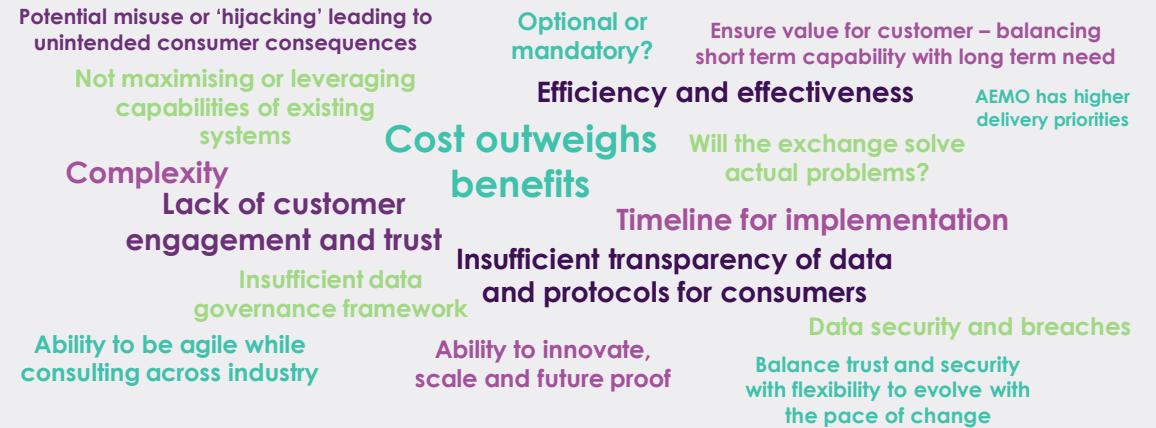 Potential misuse or ‘hijacking’ leading to
unintended consumer consequences
Optional or
mandatory?
Ensure value for customer – balancing
short term capability with long term need
Not maximising or leveraging
capabilities of existing
systems
Efficiency and effectiveness
AEMO has higher
delivery priorities
Cost outweighs
benefits
Will the exchange solve
actual problems?
Complexity
Lack of customer
engagement and trust
Timeline for implementation
Insufficient transparency of data
and protocols for consumers
Insufficient data
governance framework
Data security and breaches
Ability to be agile while
consulting across industry
Ability to innovate,
scale and future proof
Balance trust and security
with flexibility to evolve with
the pace of change